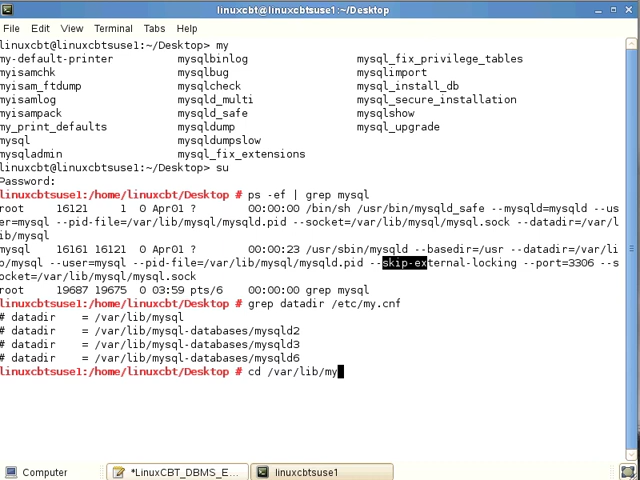 linuxcbt@linuxcbtsuse1:~/Desktop
File Edit View Terminal Tabs Help
linuxcbt@linuxcbtsuse1:~/Desktop> my
my-default-printer mysqlbinlog mysql_fix_privilege_tables
myisamchk mysqlbug mysqlimport
myisam_ftdump mysqlcheck mysql_install_db
myisamlog mysqld_multi mysql_secure_installation
myisampack mysqld_safe mysqlshow
my_print_defaults mysqldump mysql_upgrade
mysql mysqldumpslow
mysqladmin mysql_fix_extensions
linuxcbt@linuxcbtsuse1:~/Desktop> su
Password:
linuxcbtsuse1:/home/linuxcbt/Desktop # ps -ef | grep mysql
root 16121 1 0 Apr01 ? 00:00:00 /bin/sh /usr/bin/mysqld_safe --mysqld=mysqld --us
er=mysql --pid-file=/var/lib/mysql/mysqld.pid --socket=/var/lib/mysql/mysql.sock --datadir=/var/l
ib/mysql
mysql 16161 16121 0 Apr01 ? 00:00:23 /usr/sbin/mysqld --basedir=/usr --datadir=/var/li
b/mysql --user=mysql --pid-file=/var/lib/mysql/mysqld.pid --skip-external-locking --port=3306 --s
ocket=/var/lib/mysql/mysql.sock
root 19687 19675 0 03:59 pts/6 00:00:00 grep mysql
linuxcbtsuse1:/home/linuxcbt/Desktop # grep datadir /etc/my.cnf
# datadir = /var/lib/mysql
# datadir = /var/lib/mysql-databases/mysqld2
# datadir = /var/lib/mysql-databases/mysqld3
# datadir = /var/lib/mysql-databases/mysqld6
linuxcbtsuse1:/home/linuxcbt/Desktop # cd /var/lib/my
Computer *LinuxCBT_DBMS_E... linuxcbtsuse1